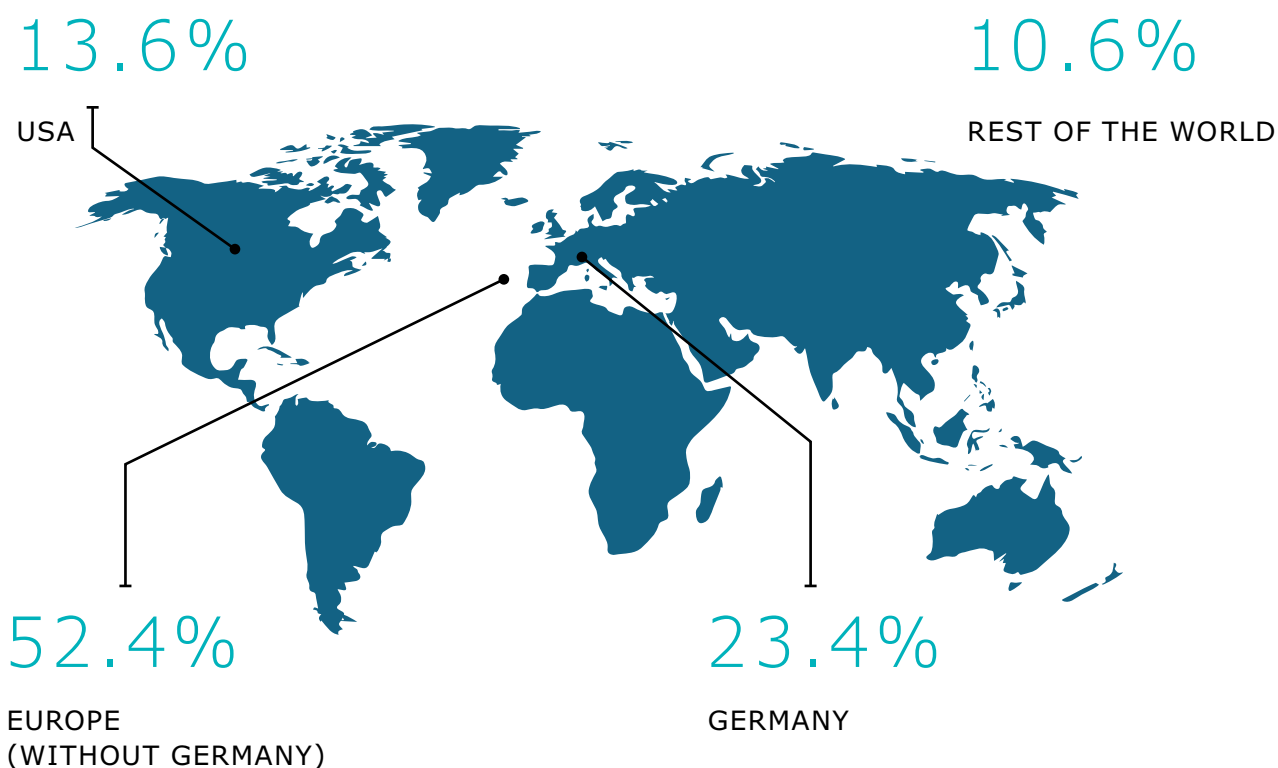 13.6%
USA
10.6%
REST OF THE WORLD
52.4%
EUROPE
(WITHOUT GERMANY)
23.4%
GERMANY